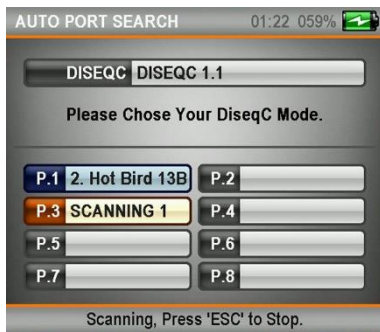 AUTO PORT SEARCH 01:22 059%
DISEQC DISEQC 1.1
Please Chose Your DiseqC Mode.
P.1 2. Hot Bird 13B P.2
P.3 SCANNING 1 P.4
P.5 P.6
P.7 P.8
Scanning, Press 'ESC' to Stop.